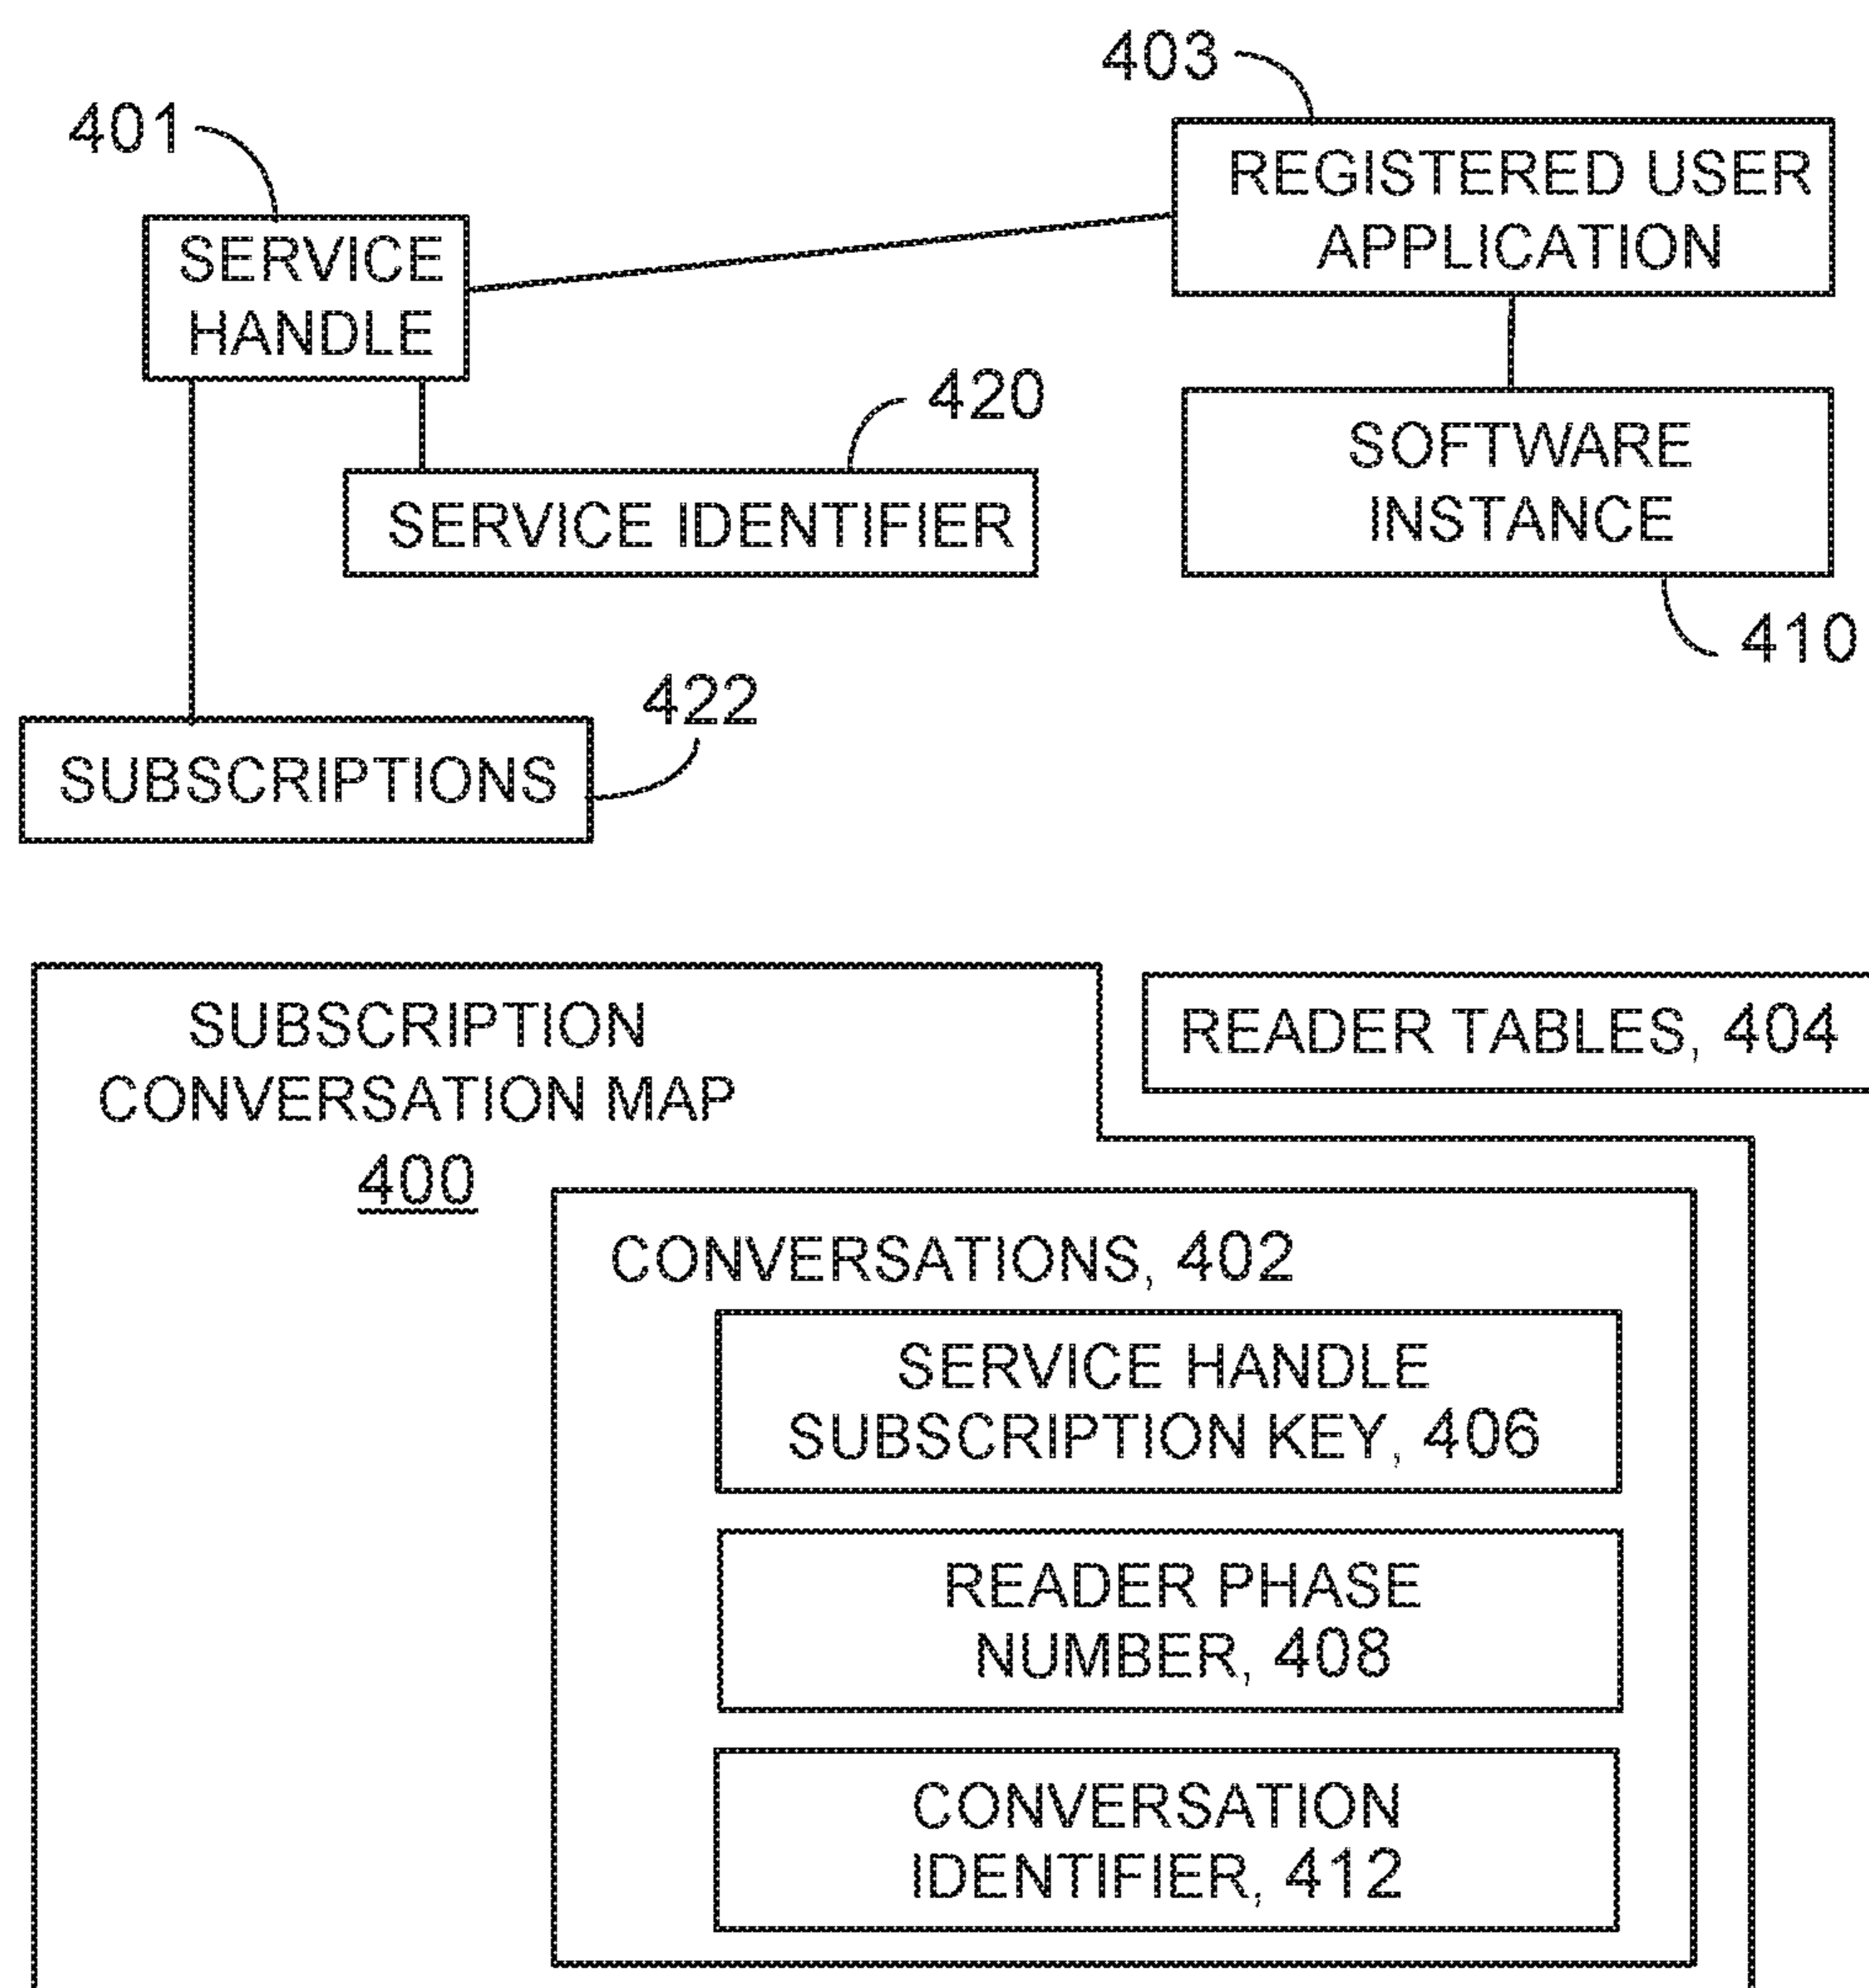 403
401
REGISTERED USER
APPLICATION
SERVICE
HANDLE
420
SERVICE IDENTIFIER
SOFTWARE
INSTANCE
410
422
SUBSCRIPTIONS
SUBSCRIPTION
CONVERSATION MAP
400
READER TABLES, 404
CONVERSATIONS, 402
SERVICE HANDLE
SUBSCRIPTION KEY, 406
READER PHASE
NUMBER, 408
CONVERSATION
IDENTIFIER, 412